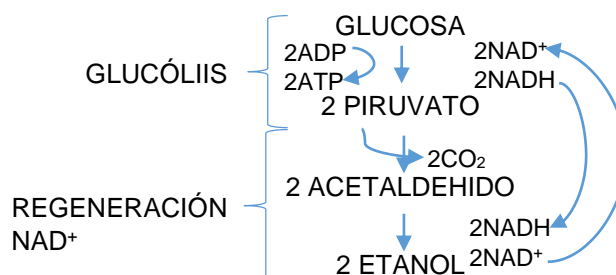 GLUCOSA
2ADP
2NAD⁺
GLUCÓLIIS
2ATP
2NADH
2 PIRUVATO
2CO₂
2 ACETALDEHIDO
REGENERACIÓN
NAD⁺
2NADH
2 ETANOL
2NAD⁺